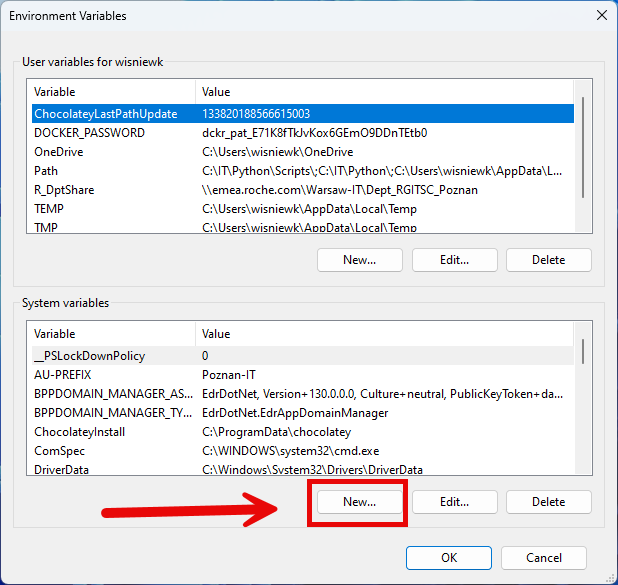 Environment Variables
User variables for wisniewk
Variable Value
ChocolateyLastPathUpdate 133820188566615003
DOCKER_PASSWORD dckr_pat_E71K8fTkJvKox6GEmO9DDnTEtb0
OneDrive C:\Users\wisniewk\OneDrive
Path C:\IT\Python\Scripts\;C:\IT\Python\;C:\Users\wisniewk\AppData\L...
R_DptShare \\emea.roche.com\Warsaw-IT\Dept_RGITSC_Poznan
TEMP C:\Users\wisniewk\AppData\Local\Temp
TMP C:\Users\wisniewk\AppData\Local\Temp
New... Edit... Delete
System variables
Variable Value
__PSLockDownPolicy 0
AU-PREFIX Poznan-IT
BPPDOMAIN_MANAGER_AS... EdrDotNet, Version+130.0.0.0, Culture+neutral, PublicKeyToken+da...
BPPDOMAIN_MANAGER_TY... EdrDotNet.EdrAppDomainManager
ChocolateyInstall C:\ProgramData\chocolatey
ComSpec C:\WINDOWS\system32\cmd.exe
DriverData C:\Windows\System32\Drivers\DriverData
New... Edit... Delete
OK Cancel